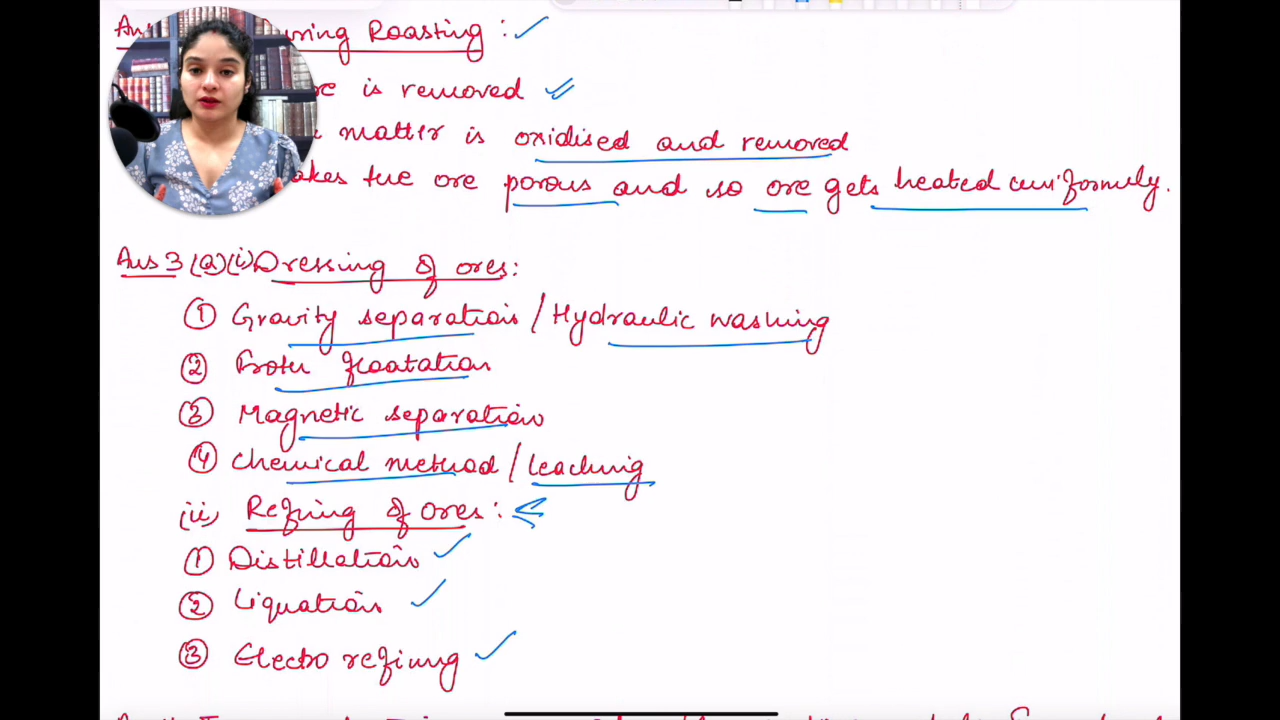 Roasting :
is removed
matter is oxidised and removed
the ore porous and so ore gets heated uniformly.
Ans 3 (a)(i) Dressing of ores:
① Gravity separation / Hydraulic washing
② Froth floatation
③ Magnetic separation
④ Chemical method / leaching
(ii) Refining of ores :
① Distillation
② Liquation
③ Electro refining